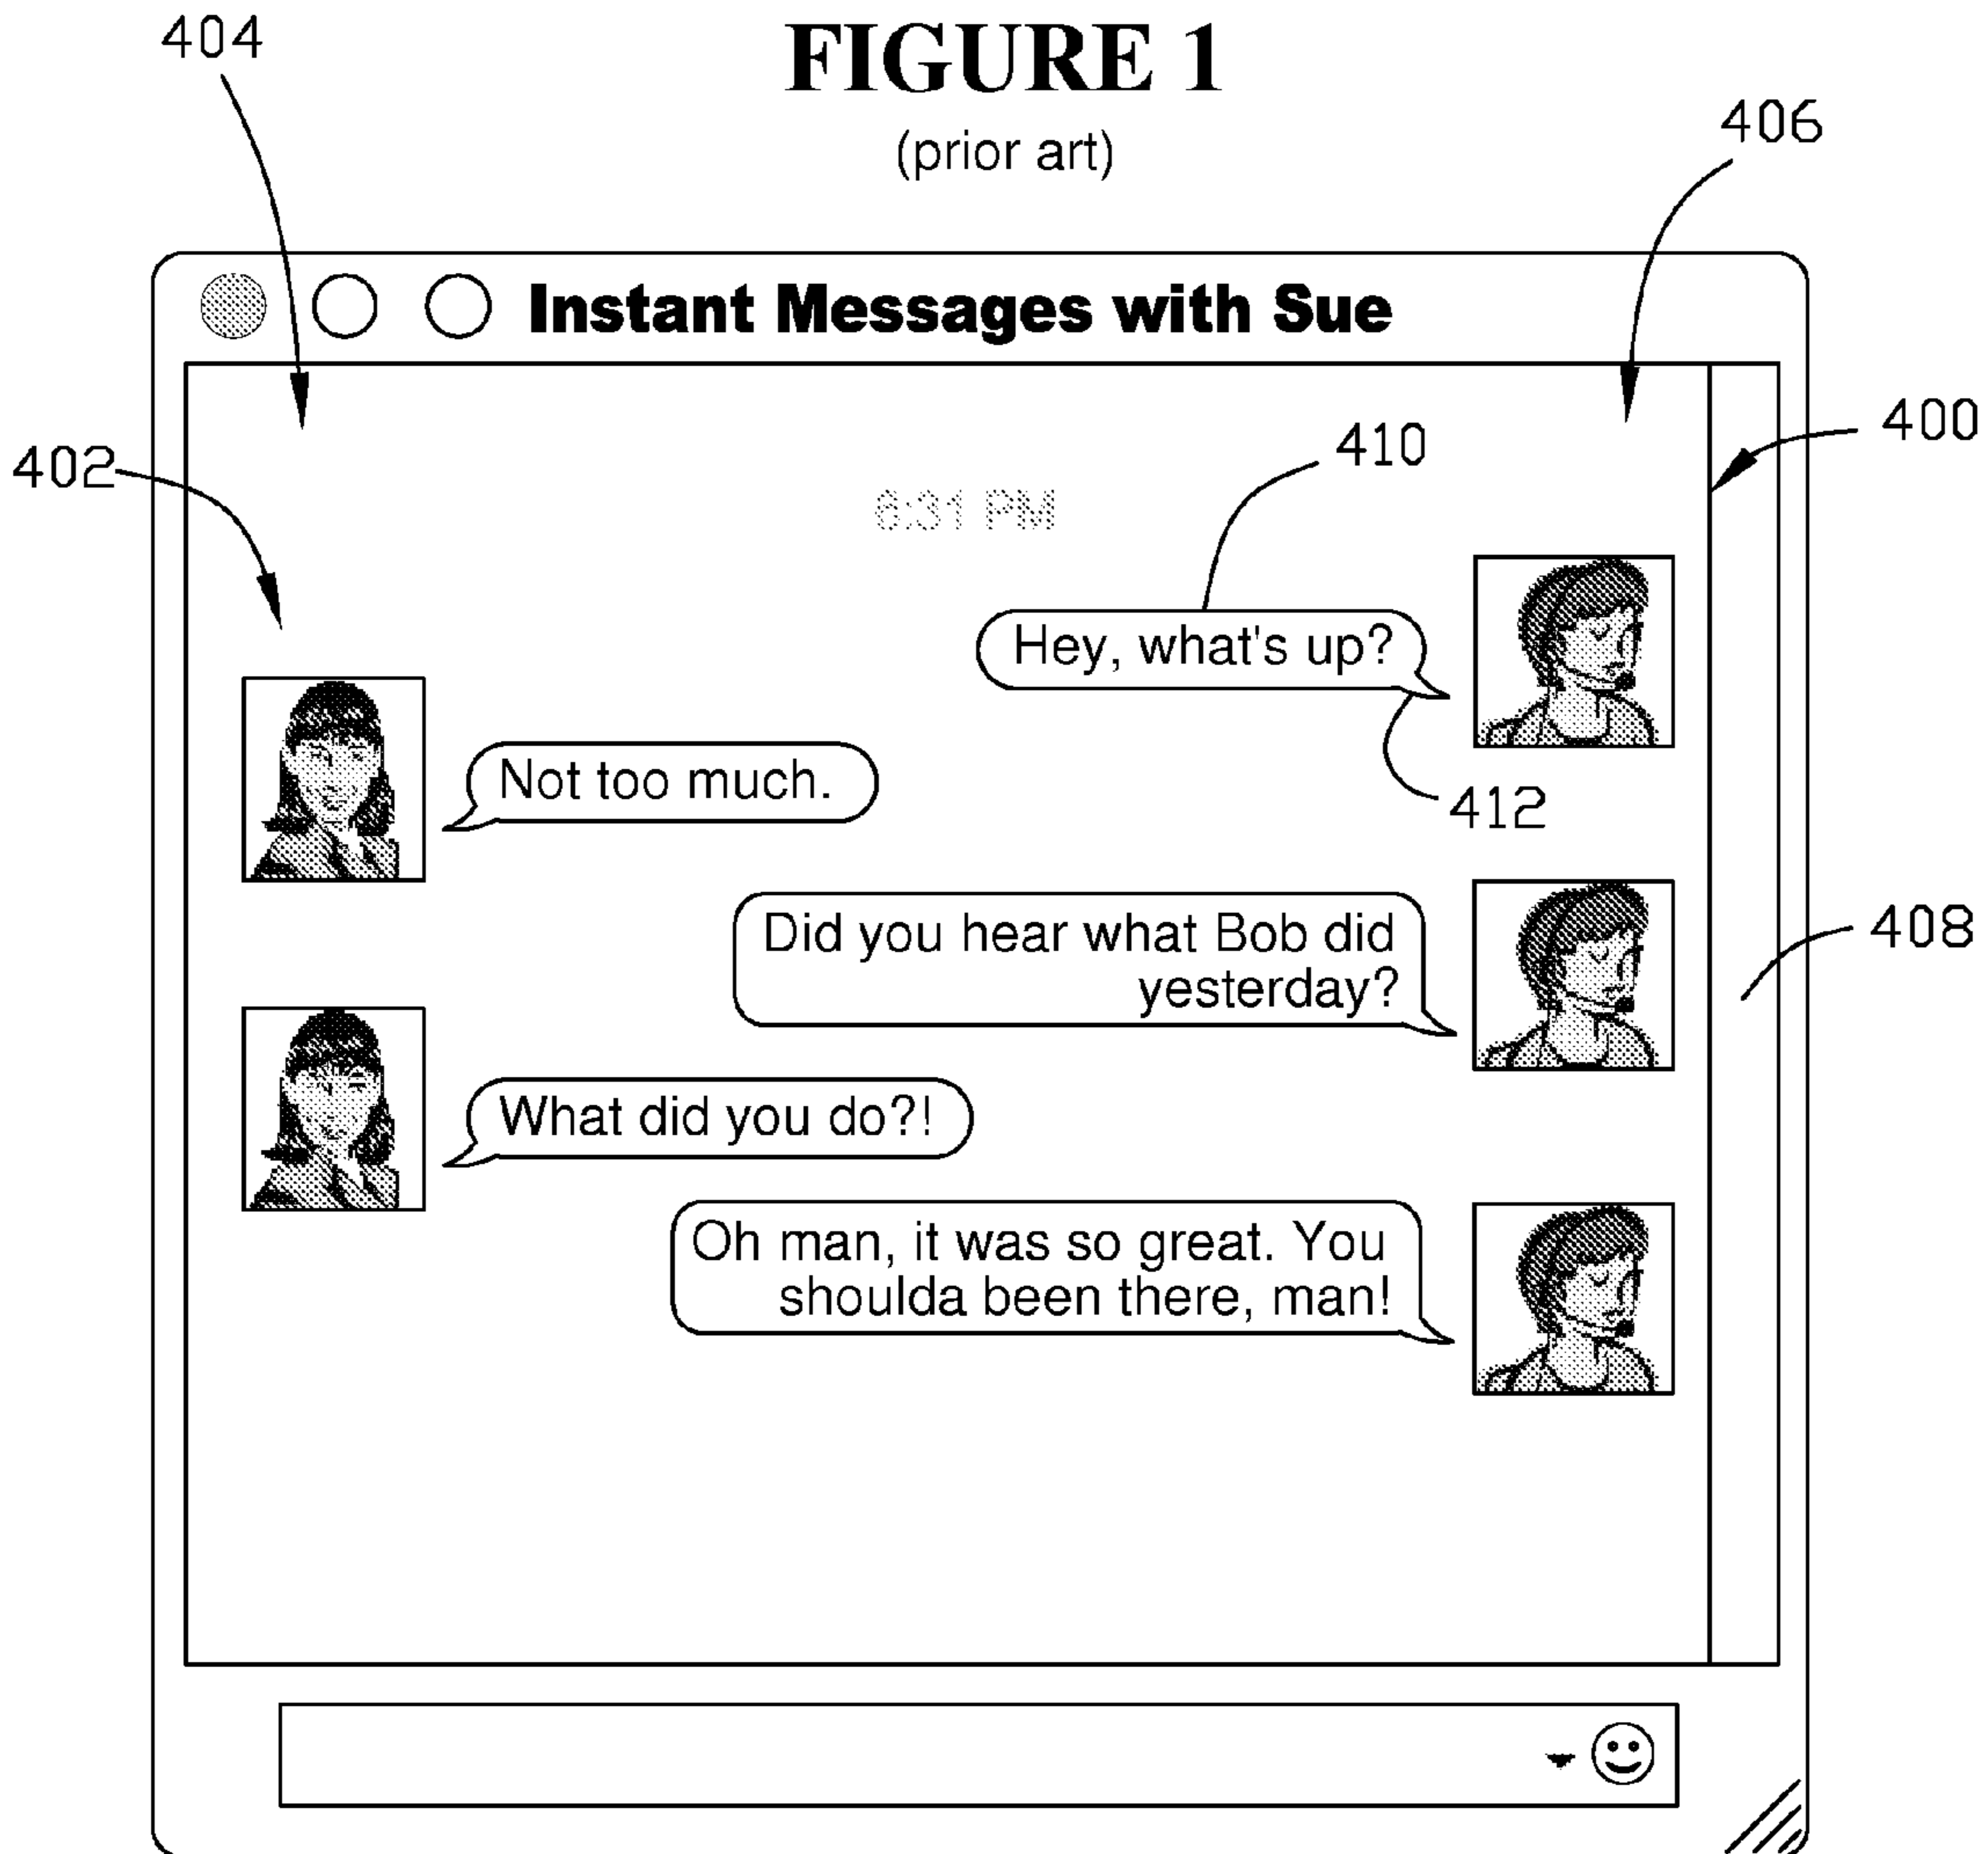 404
FIGURE 1
(prior art)
406
Instant Messages with Sue
400
410
402
6:31 PM
Hey, what's up?
Not too much.
412
Did you hear what Bob did
yesterday?
408
What did you do?!
Oh man, it was so great. You
shoulda been there, man!